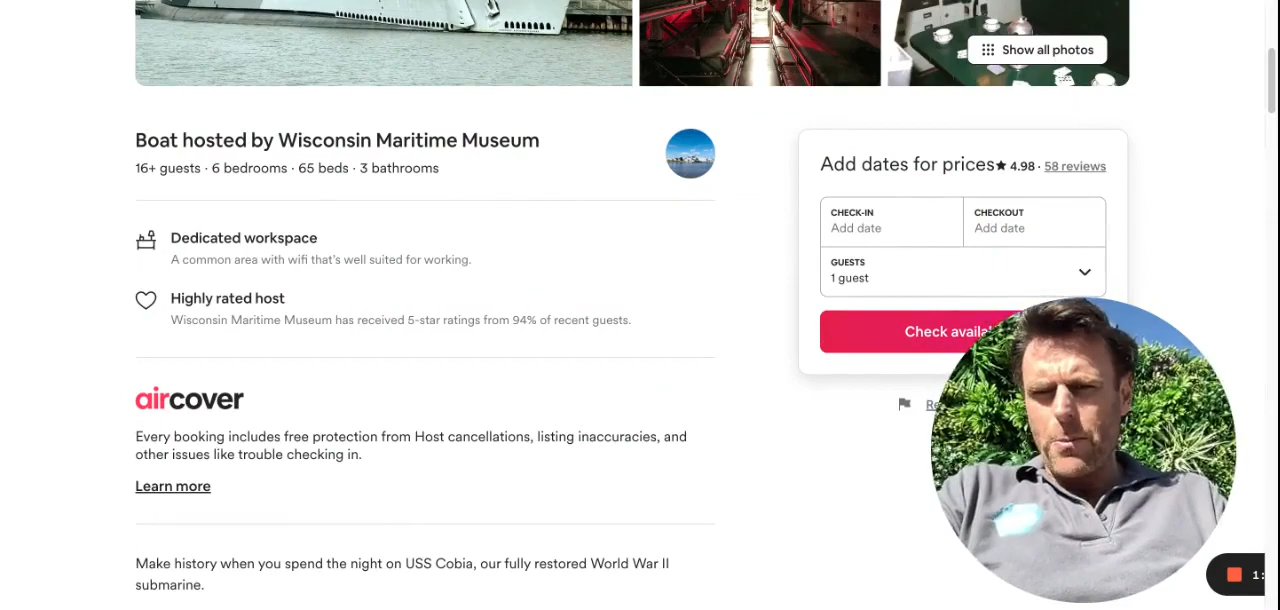 Show all photos
Boat hosted by Wisconsin Maritime Museum
16+ guests · 6 bedrooms · 65 beds · 3 bathrooms
Add dates for prices ★ 4.98 · 58 reviews
CHECK-IN
Add date
CHECKOUT
Add date
GUESTS
1 guest
Dedicated workspace
A common area with wifi that's well suited for working.
Highly rated host
Wisconsin Maritime Museum has received 5-star ratings from 94% of recent guests.
Check
aircover
Every booking includes free protection from Host cancellations, listing inaccuracies, and
other issues like trouble checking in.
Learn more
Make history when you spend the night on USS Cobia, our fully restored World War II
submarine.
1: